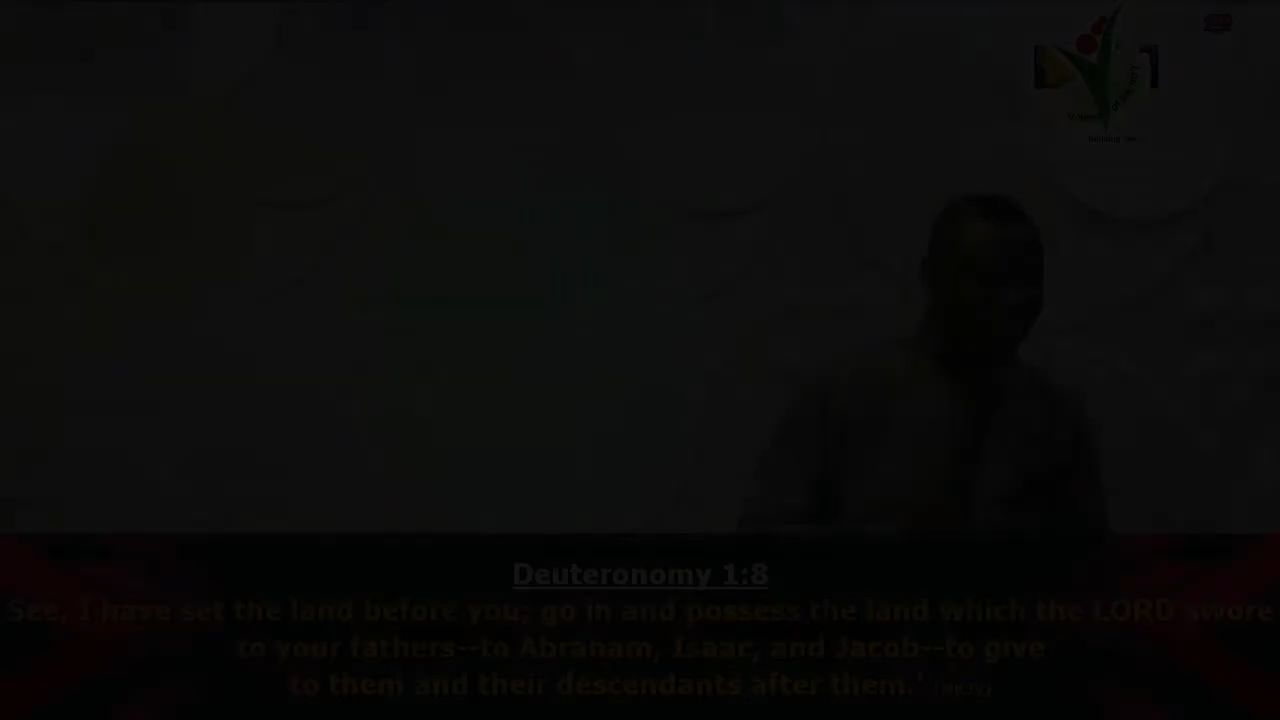 Deuteronomy 1:8
See, I have set the land before you; go in and possess the land which the LORD swore
to your fathers--to Abraham, Isaac, and Jacob--to give
to them and their descendants after them.' (NKJV)